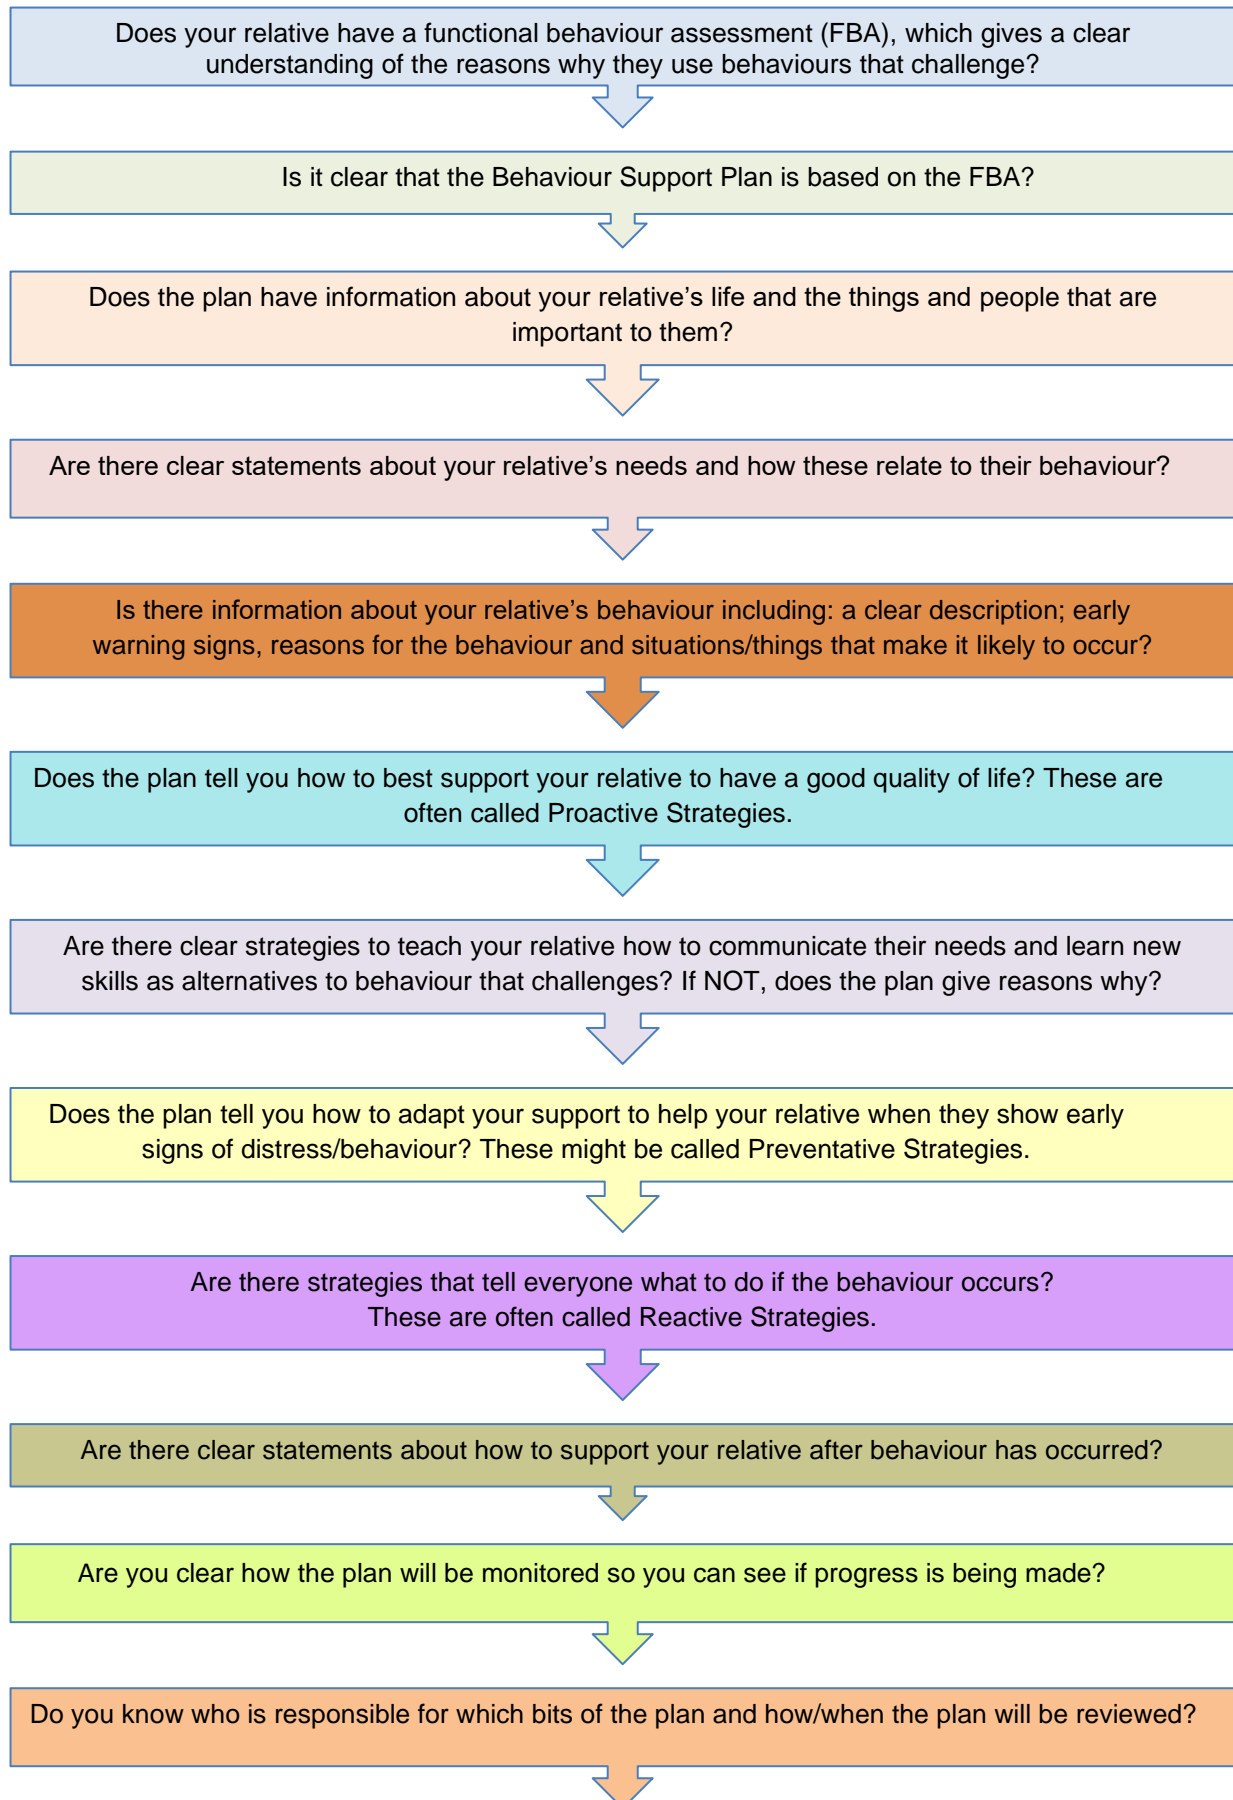 Does your relative have a functional behaviour assessment (FBA), which gives a clear
understanding of the reasons why they use behaviours that challenge?
Is it clear that the Behaviour Support Plan is based on the FBA?
Does the plan have information about your relative’s life and the things and people that are
important to them?
Are there clear statements about your relative’s needs and how these relate to their behaviour?
Is there information about your relative’s behaviour including: a clear description; early
warning signs, reasons for the behaviour and situations/things that make it likely to occur?
Does the plan tell you how to best support your relative to have a good quality of life? These are
often called Proactive Strategies.
Are there clear strategies to teach your relative how to communicate their needs and learn new
skills as alternatives to behaviour that challenges? If NOT, does the plan give reasons why?
Does the plan tell you how to adapt your support to help your relative when they show early
signs of distress/behaviour? These might be called Preventative Strategies.
Are there strategies that tell everyone what to do if the behaviour occurs?
These are often called Reactive Strategies.
Are there clear statements about how to support your relative after behaviour has occurred?
Are you clear how the plan will be monitored so you can see if progress is being made?
Do you know who is responsible for which bits of the plan and how/when the plan will be reviewed?